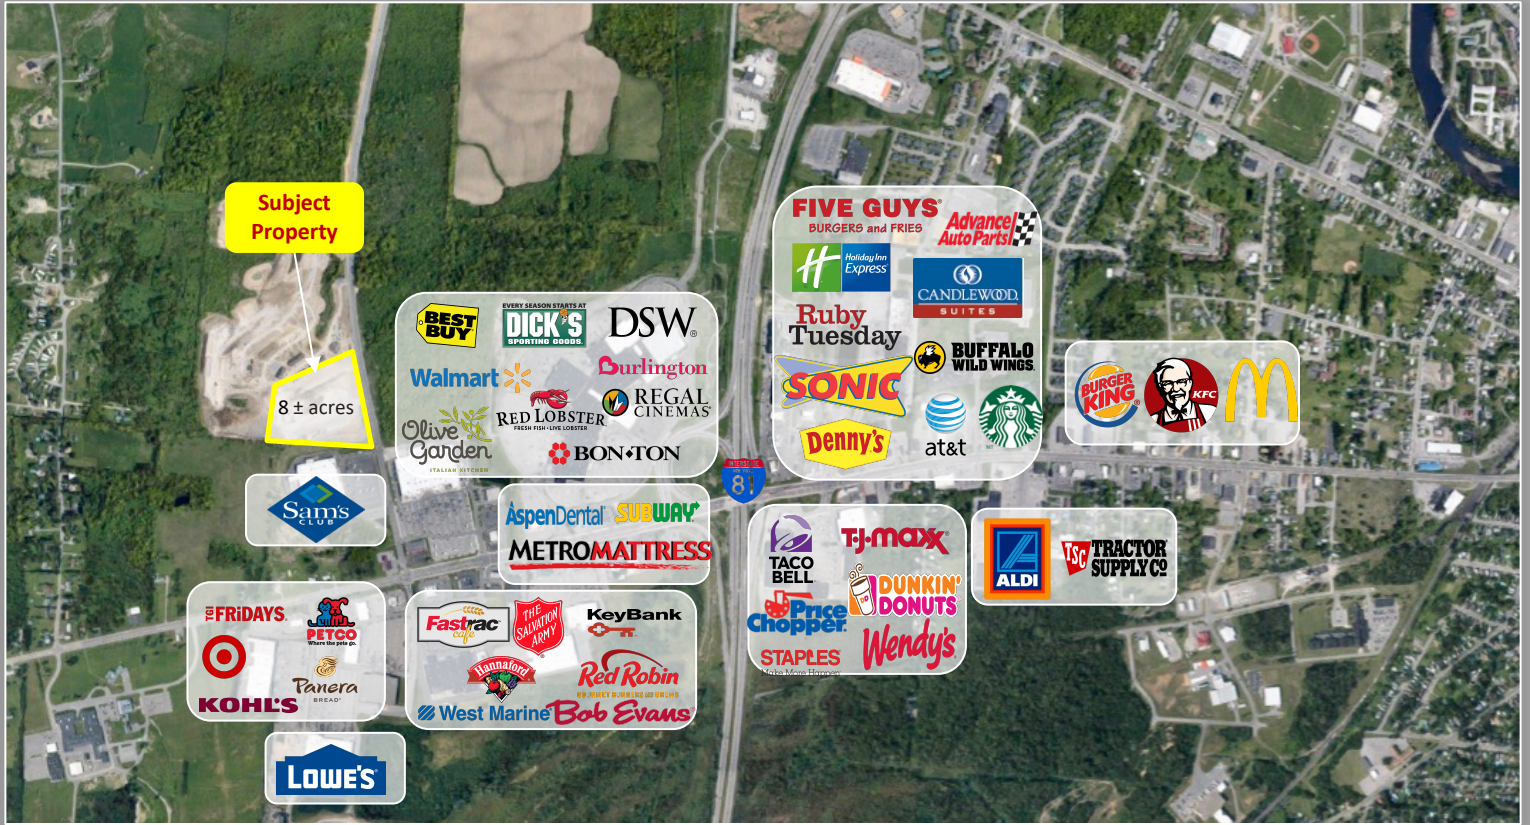 Subject
Property
8 ± acres
BEST
BUY
EVERY SEASON STARTS AT
DICK'S
SPORTING GOODS
DSW
Walmart
Burlington
RED LOBSTER
FRESH FISH • LIVE LOBSTER
REGAL
CINEMAS
Olive
Garden
ITALIAN KITCHEN
BON•TON
FIVE GUYS®
BURGERS and FRIES
Advance
Auto Parts
H
Holiday Inn
Express
CANDLEWOOD
SUITES
Ruby
Tuesday
BUFFALO
WILD WINGS
SONIC
Denny's
at&t
BURGER
KING
KFC
INTERSTATE
81
Sam's
CLUB
AspenDental
SUBWAY
METROMATTRESS
TACO
BELL
T.J.maxx
DUNKIN'
DONUTS
Price
Chopper
STAPLES
Make More Happen
Wendy's
ALDI
TSC
TRACTOR
SUPPLY CO
TGI
FRiDAYS
PETCO
Where the pets go.
Panera
BREAD
KOHL'S
Fastrac
cafe
THE
SALVATION
ARMY
KeyBank
Hannaford
Red Robin
West Marine
Bob Evans
LOWE'S